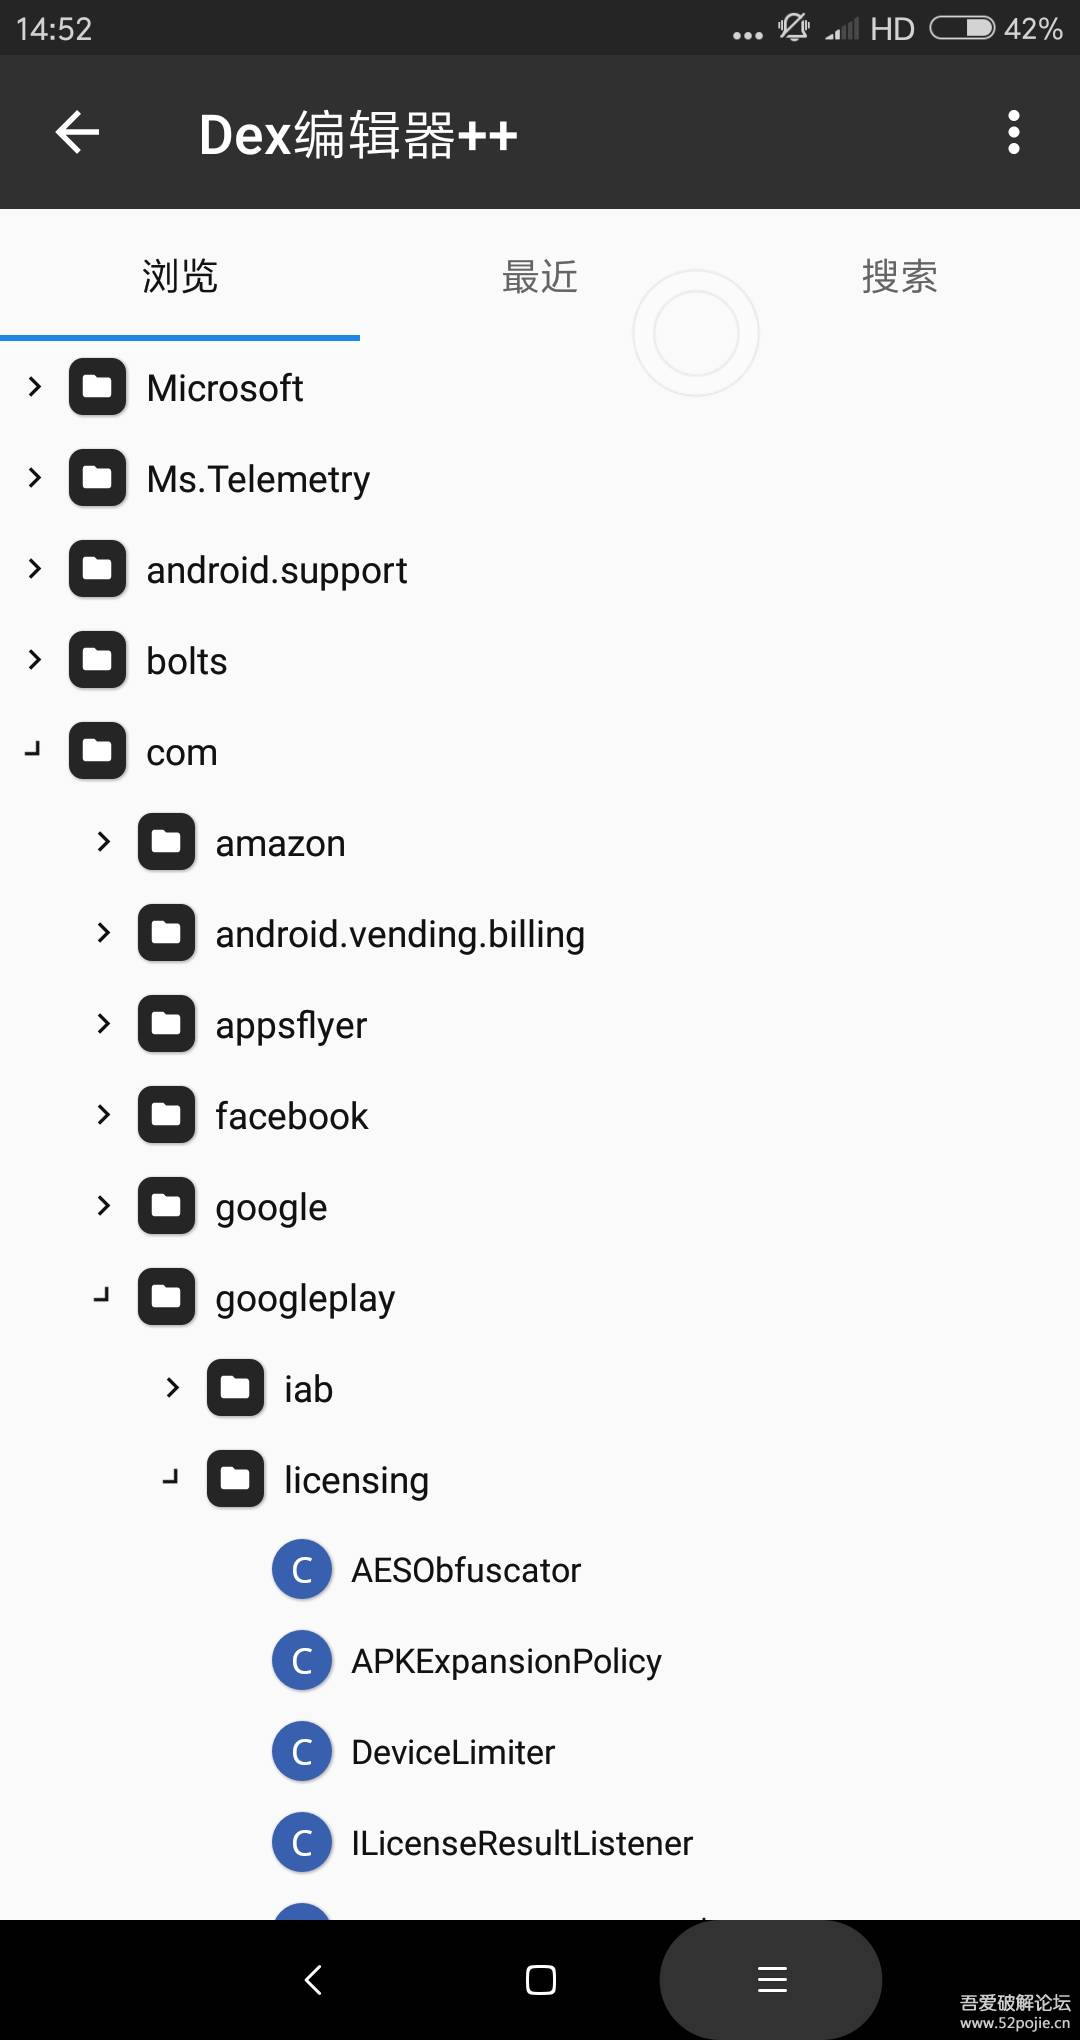 14:52 HD 42%
Dex编辑器++
浏览 最近 搜索
Microsoft
Ms.Telemetry
android.support
bolts
com
amazon
android.vending.billing
appsflyer
facebook
google
googleplay
iab
licensing
C AESObfuscator
C APKExpansionPolicy
C DeviceLimiter
C ILicenseResultListener
吾爱破解论坛
www.52pojie.cn